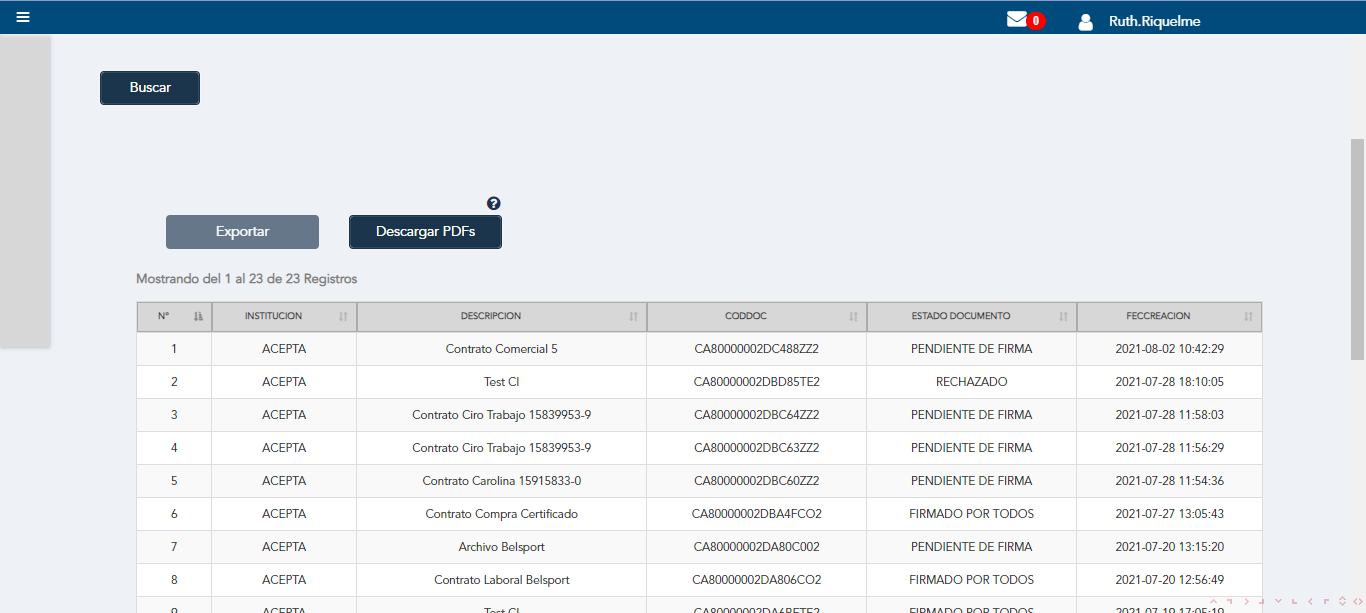 0 Ruth.Riquelme
Buscar
?
Exportar Descargar PDFs
Mostrando del 1 al 23 de 23 Registros
N° INSTITUCION DESCRIPCION CODDOC ESTADO DOCUMENTO FECCREACION
1 ACEPTA Contrato Comercial 5 CA80000002DC488ZZ2 PENDIENTE DE FIRMA 2021-08-02 10:42:29
2 ACEPTA Test CI CA80000002DBD85TE2 RECHAZADO 2021-07-28 18:10:05
3 ACEPTA Contrato Ciro Trabajo 15839953-9 CA80000002DBC64ZZ2 PENDIENTE DE FIRMA 2021-07-28 11:58:03
4 ACEPTA Contrato Ciro Trabajo 15839953-9 CA80000002DBC63ZZ2 PENDIENTE DE FIRMA 2021-07-28 11:56:29
5 ACEPTA Contrato Carolina 15915833-0 CA80000002DBC60ZZ2 PENDIENTE DE FIRMA 2021-07-28 11:54:36
6 ACEPTA Contrato Compra Certificado CA80000002DBA4FCO2 FIRMADO POR TODOS 2021-07-27 13:05:43
7 ACEPTA Archivo Belsport CA80000002DA80C002 PENDIENTE DE FIRMA 2021-07-20 13:15:20
8 ACEPTA Contrato Laboral Belsport CA80000002DA806CO2 FIRMADO POR TODOS 2021-07-20 12:56:49
9 ACEPTA Test CI FIRMADO POR TODOS 2021-07-19 17:05:19